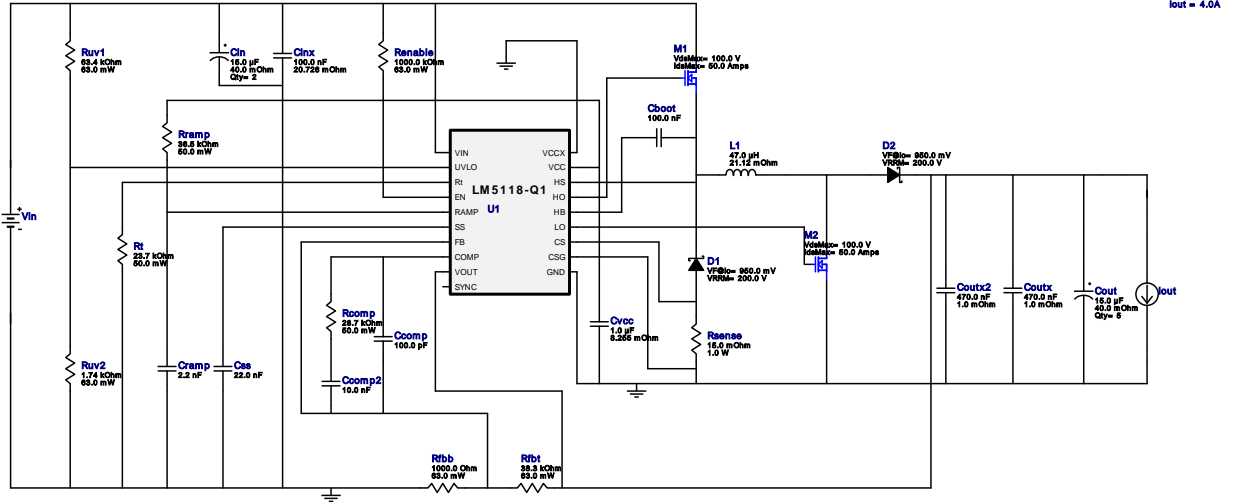 Iout = 4.0A
Ruv1
63.4 kOhm
63.0 mW
Cin
15.0 µF
40.0 mOhm
Qty= 2
Cinx
100.0 nF
20.726 mOhm
Renable
1000.0 kOhm
63.0 mW
M1
VdsMax= 100.0 V
IdsMax= 50.0 Amps
Cboot
100.0 nF
Rramp
36.5 kOhm
50.0 mW
L1
47.0 µH
21.12 mOhm
D2
VF@Io= 950.0 mV
VRRM= 200.0 V
VIN
UVLO
Rt
EN
RAMP
SS
FB
COMP
VOUT
SYNC
LM5118-Q1
U1
VCCX
VCC
HS
HO
HB
LO
CS
CSG
GND
Vin
Rt
23.7 kOhm
50.0 mW
M2
VdsMax= 100.0 V
IdsMax= 50.0 Amps
D1
VF@Io= 950.0 mV
VRRM= 200.0 V
Coutx2
470.0 nF
1.0 mOhm
Coutx
470.0 nF
1.0 mOhm
Cout
15.0 µF
40.0 mOhm
Qty= 5
Iout
Rcomp
28.7 kOhm
50.0 mW
Ccomp
100.0 pF
Cvcc
1.0 µF
8.255 mOhm
Rsense
15.0 mOhm
1.0 W
Ruv2
1.74 kOhm
63.0 mW
Cramp
2.2 nF
Css
22.0 nF
Ccomp2
10.0 nF
Rfbb
1000.0 Ohm
63.0 mW
Rfbt
38.3 kOhm
63.0 mW